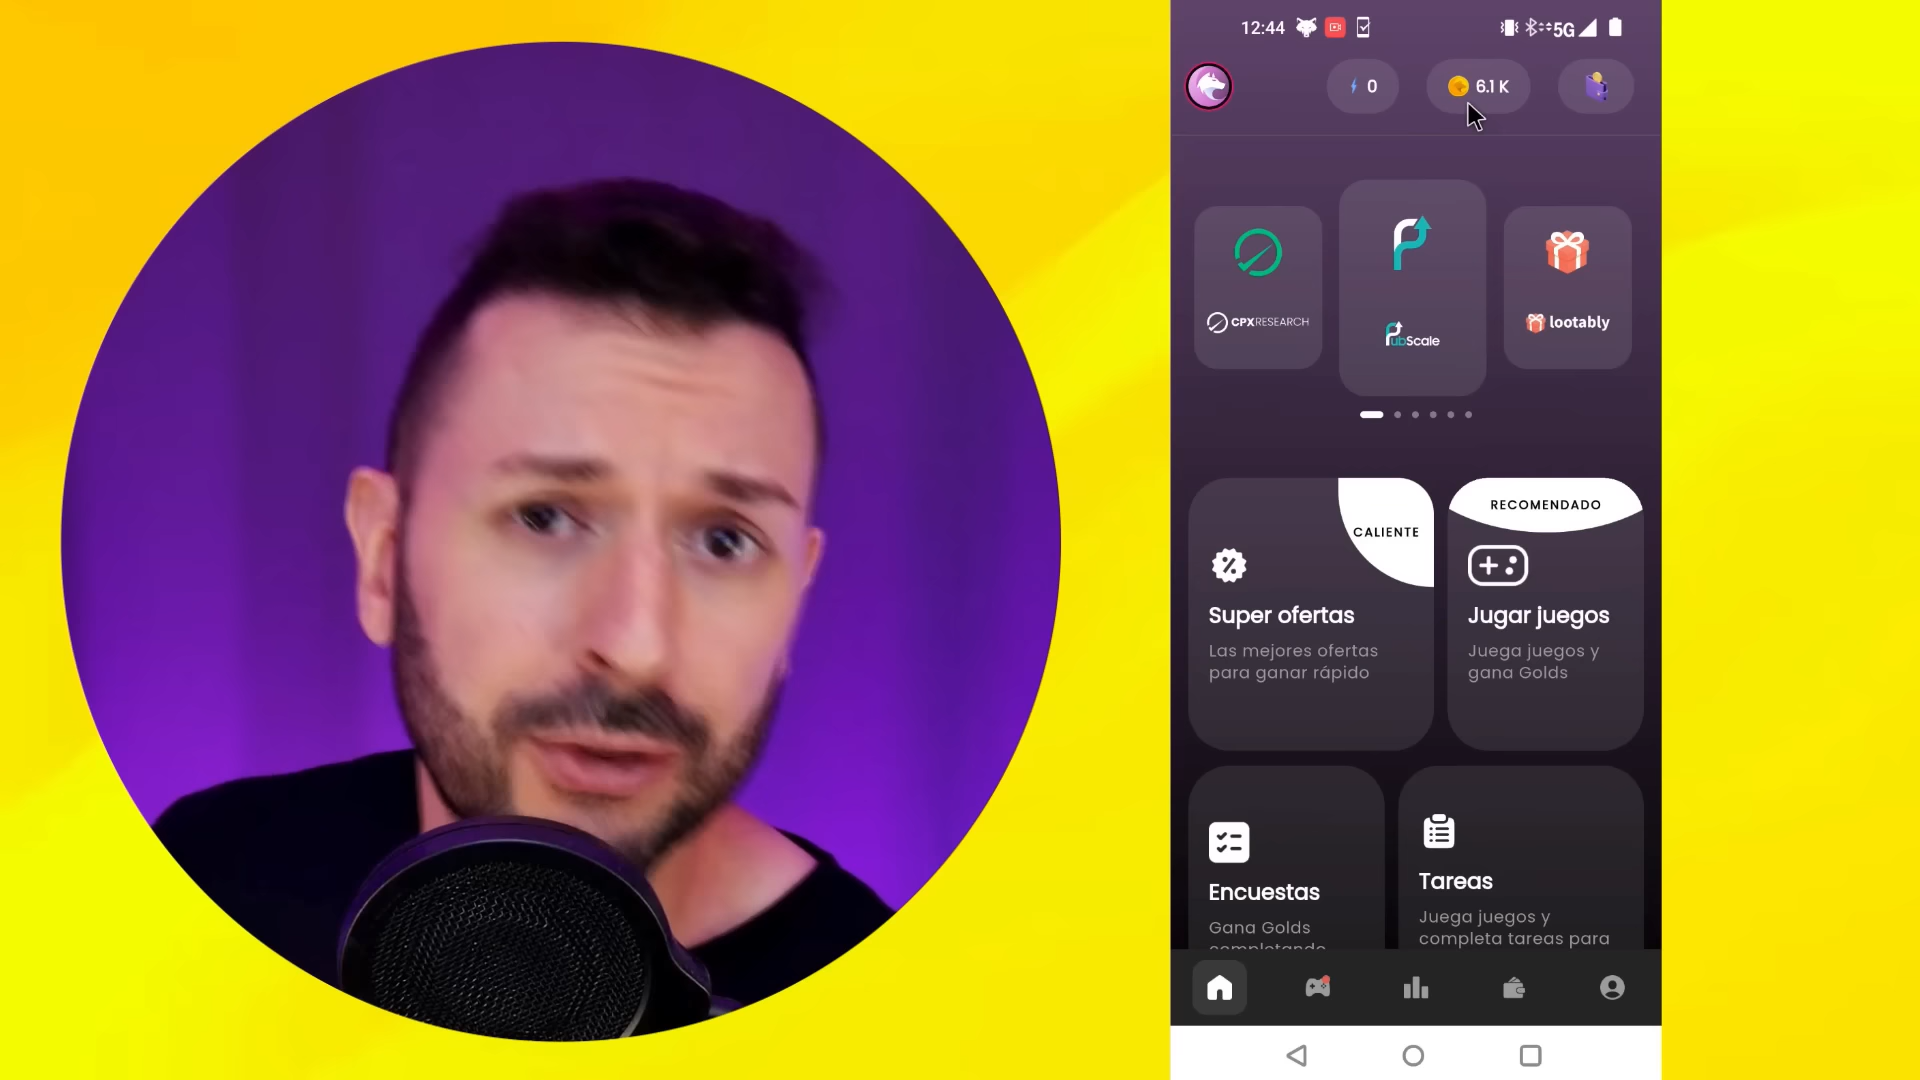 12:44
5G
0
6.1 K
CPXRESEARCH
PubScale
lootably
CALIENTE
RECOMENDADO
Super ofertas
Las mejores ofertas
para ganar rápido
Jugar juegos
Juega juegos y
gana Golds
Encuestas
Gana Golds
completando
Tareas
Juega juegos y
completa tareas para